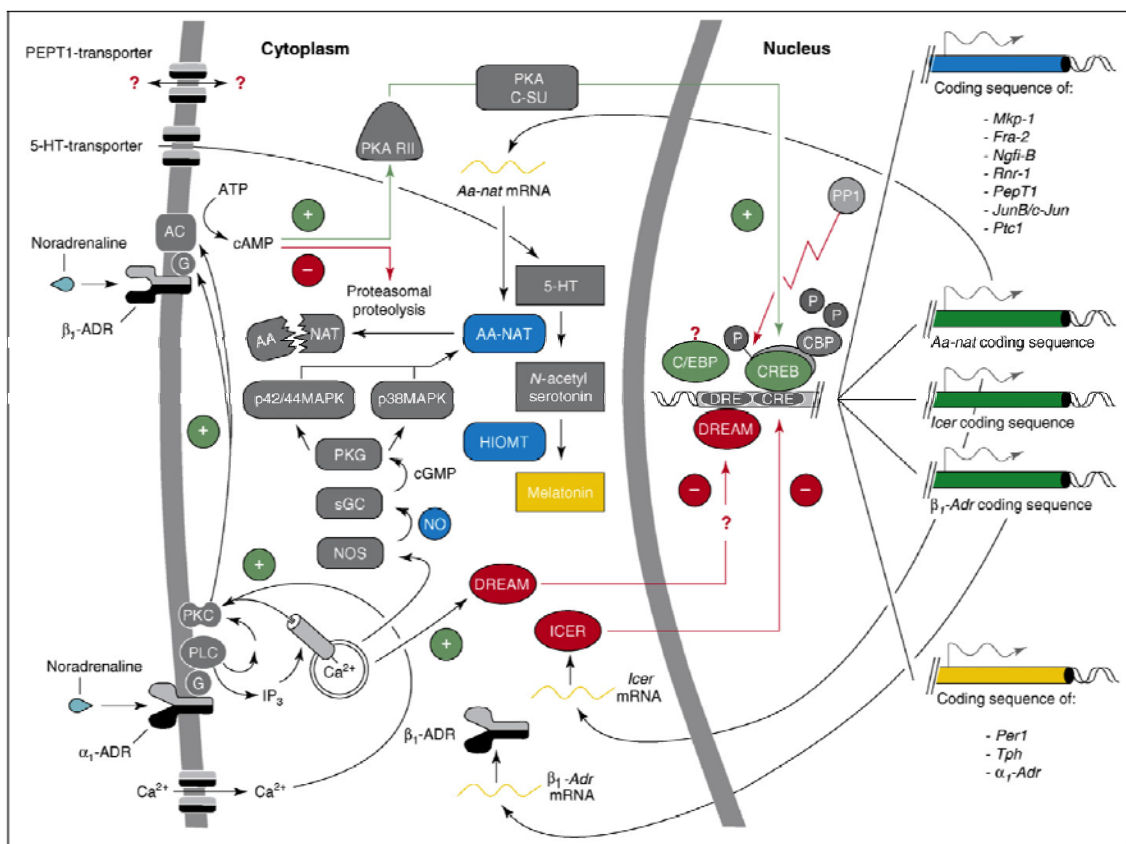 Cytoplasm
Nucleus
PEPT1-transporter
?
?
5-HT-transporter
ATP
AC
G
cAMP
Noradrenaline
β1-ADR
+
−
PKA RII
PKA
C-SU
Aa-nat mRNA
Proteasomal
proteolysis
AA
NAT
AA-NAT
5-HT
N-acetyl
serotonin
HIOMT
Melatonin
p42/44MAPK
p38MAPK
PKG
cGMP
sGC
NO
NOS
+
+
PKC
PLC
G
IP3
Ca2+
Noradrenaline
α1-ADR
Ca2+
Ca2+
+
DREAM
ICER
Icer
mRNA
β1-ADR
β1-Adr
mRNA
+
PP1
P
P
P
CBP
?
C/EBP
CREB
DRE
CRE
DREAM
−
−
?
Coding sequence of:
- Mkp-1
- Fra-2
- Ngfi-B
- Rnr-1
- PepT1
- JunB/c-Jun
- Ptc1
Aa-nat coding sequence
Icer coding sequence
β1-Adr coding sequence
Coding sequence of:
- Per1
- Tph
- α1-Adr